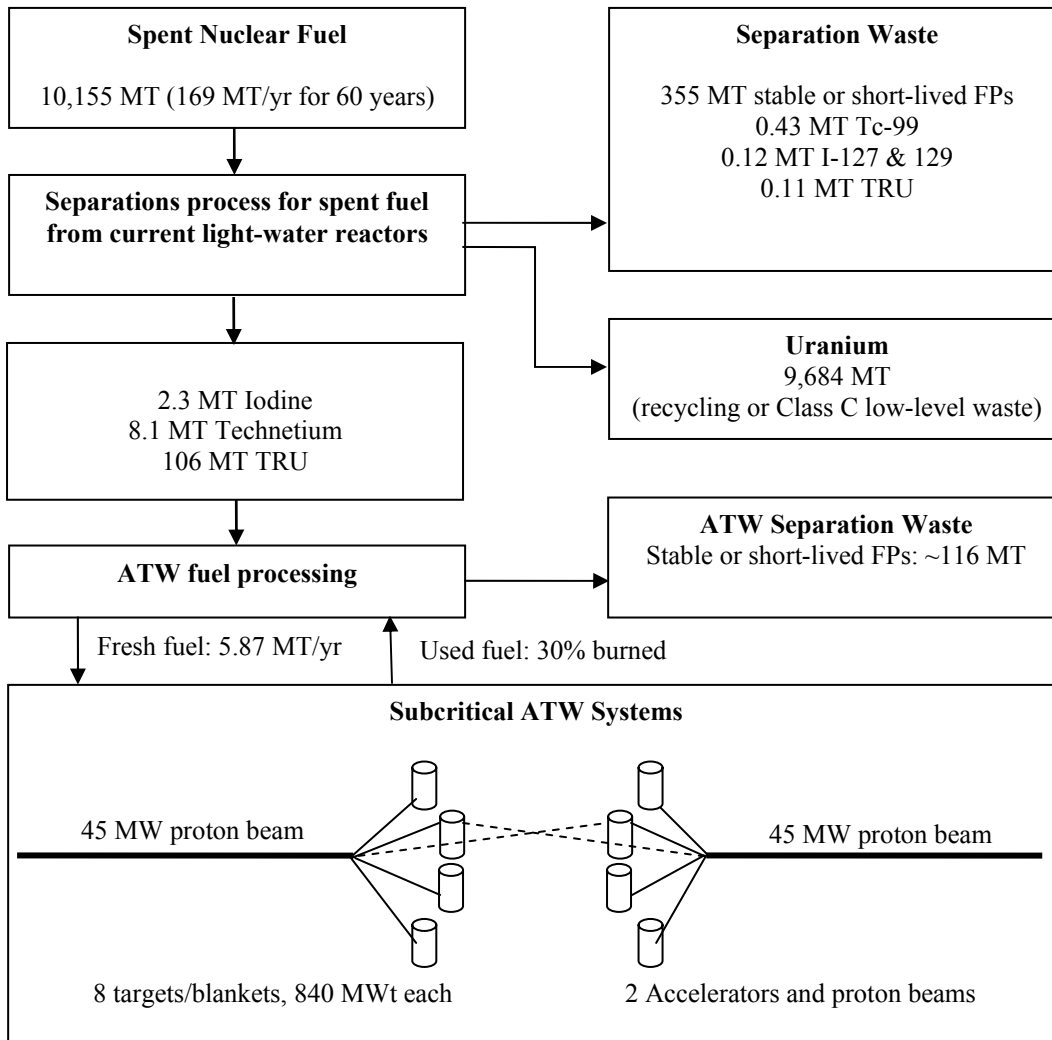 Spent Nuclear Fuel
10,155 MT (169 MT/yr for 60 years)
Separation Waste
355 MT stable or short-lived FPs
0.43 MT Tc-99
0.12 MT I-127 & 129
0.11 MT TRU
Separations process for spent fuel
from current light-water reactors
Uranium
9,684 MT
(recycling or Class C low-level waste)
2.3 MT Iodine
8.1 MT Technetium
106 MT TRU
ATW Separation Waste
Stable or short-lived FPs: ~116 MT
ATW fuel processing
Fresh fuel: 5.87 MT/yr
Used fuel: 30% burned
Subcritical ATW Systems
45 MW proton beam
45 MW proton beam
8 targets/blankets, 840 MWt each
2 Accelerators and proton beams